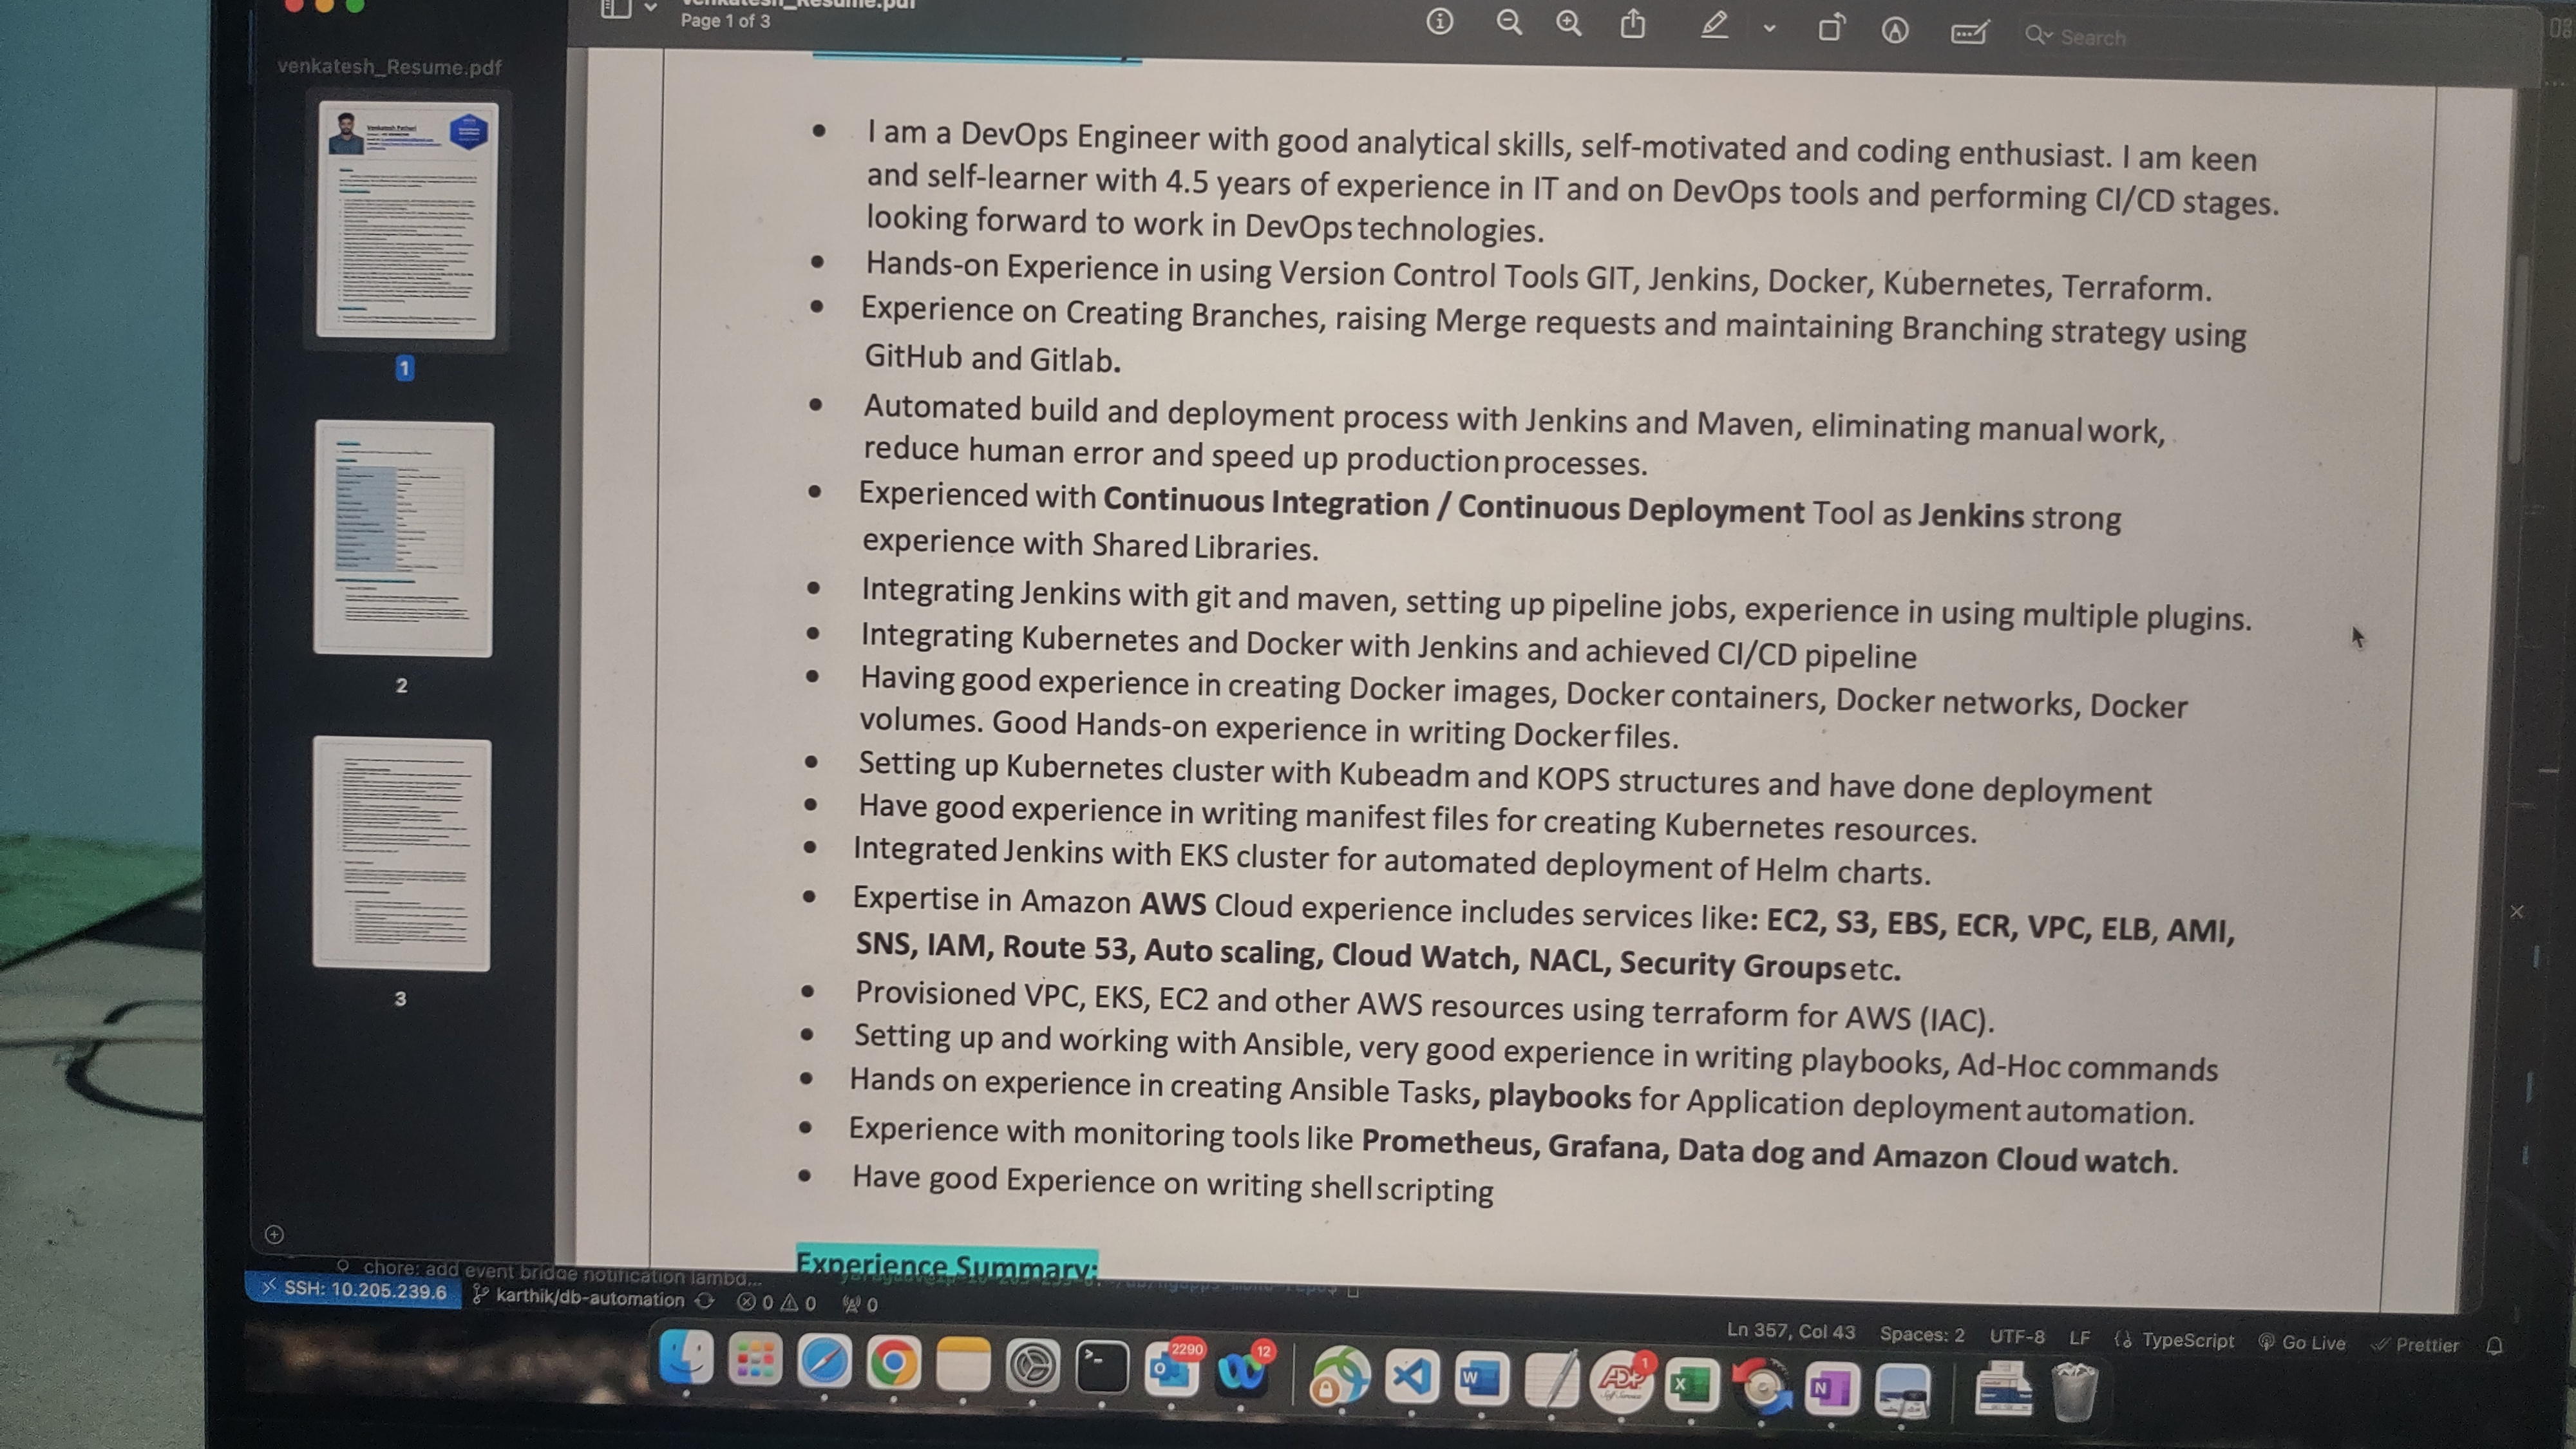 Page 1 of 3
Search
venkatesh_Resume.pdf
1
2
3
• I am a DevOps Engineer with good analytical skills, self-motivated and coding enthusiast. I am keen
and self-learner with 4.5 years of experience in IT and on DevOps tools and performing CI/CD stages.
looking forward to work in DevOps technologies.
• Hands-on Experience in using Version Control Tools GIT, Jenkins, Docker, Kubernetes, Terraform.
• Experience on Creating Branches, raising Merge requests and maintaining Branching strategy using
GitHub and Gitlab.
• Automated build and deployment process with Jenkins and Maven, eliminating manual work,
reduce human error and speed up production processes.
• Experienced with Continuous Integration / Continuous Deployment Tool as Jenkins strong
experience with Shared Libraries.
• Integrating Jenkins with git and maven, setting up pipeline jobs, experience in using multiple plugins.
• Integrating Kubernetes and Docker with Jenkins and achieved CI/CD pipeline
• Having good experience in creating Docker images, Docker containers, Docker networks, Docker
volumes. Good Hands-on experience in writing Dockerfiles.
• Setting up Kubernetes cluster with Kubeadm and KOPS structures and have done deployment
• Have good experience in writing manifest files for creating Kubernetes resources.
• Integrated Jenkins with EKS cluster for automated deployment of Helm charts.
• Expertise in Amazon AWS Cloud experience includes services like: EC2, S3, EBS, ECR, VPC, ELB, AMI,
SNS, IAM, Route 53, Auto scaling, Cloud Watch, NACL, Security Groups etc.
• Provisioned VPC, EKS, EC2 and other AWS resources using terraform for AWS (IAC).
• Setting up and working with Ansible, very good experience in writing playbooks, Ad-Hoc commands
• Hands on experience in creating Ansible Tasks, playbooks for Application deployment automation.
• Experience with monitoring tools like Prometheus, Grafana, Data dog and Amazon Cloud watch.
• Have good Experience on writing shell scripting
Experience Summary:
chore: add event bridge notification lambd...
SSH: 10.205.239.6 karthik/db-automation 0 0 0
Ln 357, Col 43 Spaces: 2 UTF-8 LF TypeScript Go Live Prettier
2290
12
1
ADP